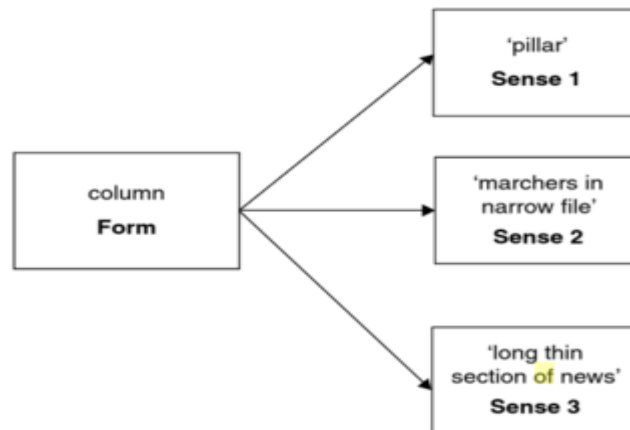 'pillar'
Sense 1
column
Form
'marchers in
narrow file'
Sense 2
'long thin
section of news'
Sense 3